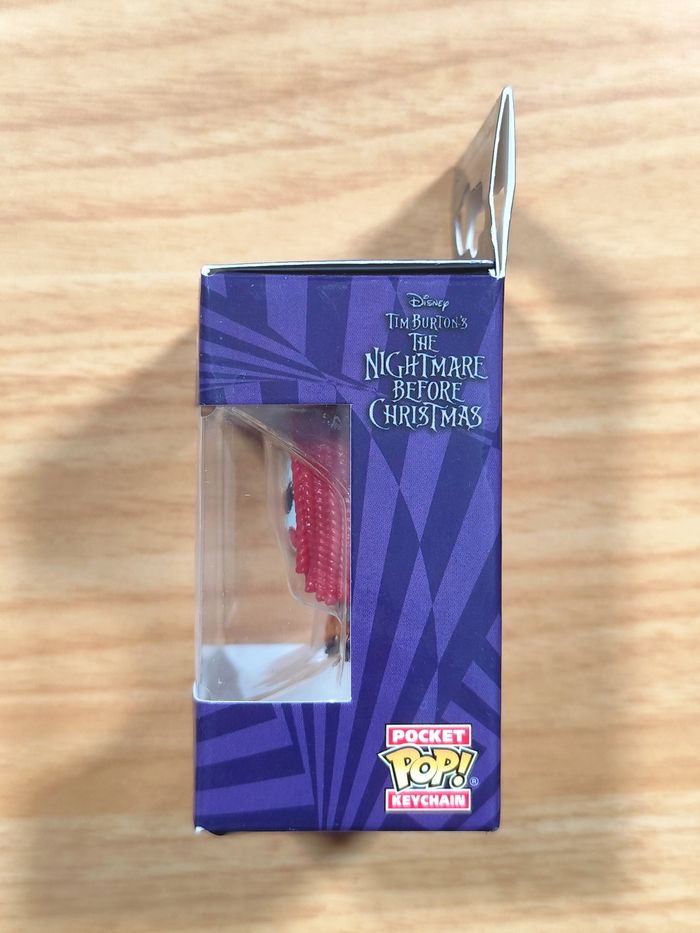 Disney
TIM BURTON'S
THE
NIGHTMARE
BEFORE
CHRISTMAS
POCKET
POP!®
KEYCHAIN